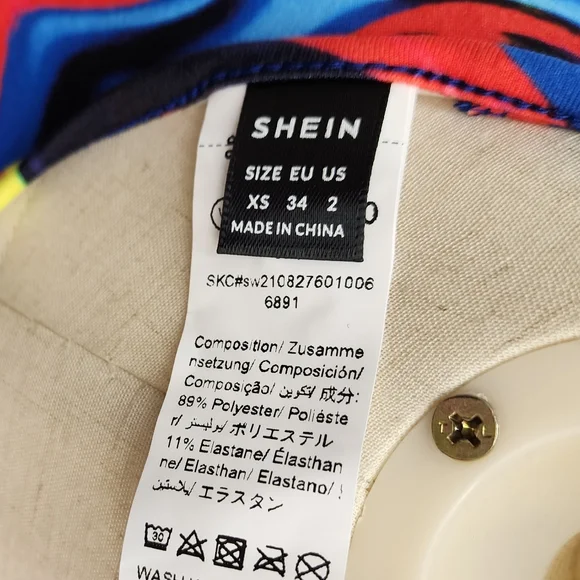 SHEIN
SIZE EU US
XS 34 2
MADE IN CHINA
SKC#sw210827601006
6891
Composition/ Zusamme
nsetzung/ Composición/
Composição/ تكوين/ 成分:
89% Polyester/ Polièste
r/ بوليستر/ ポリエステル
11% Elastane/ Élasthan
ne/ Elasthan/ Elastano/
إيلاستين/ エラスタン
30